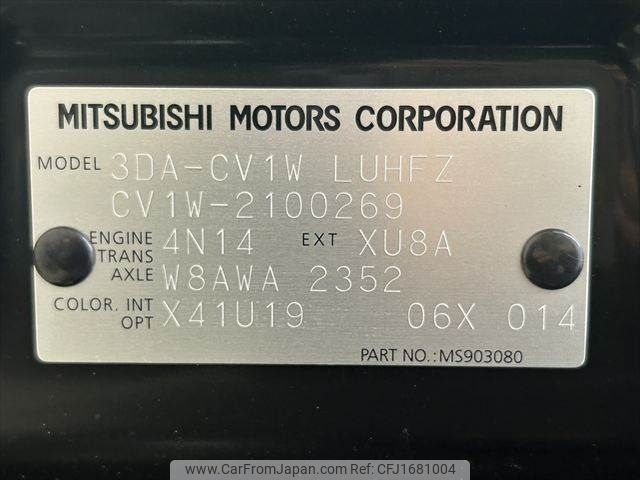 MITSUBISHI MOTORS CORPORATION
MODEL 3DA-CV1W LUHFZ
CV1W-2100269
ENGINE 4N14 EXT XU8A
TRANS
AXLE W8AWA 2352
COLOR. INT
OPT X41U19 06X 014
PART NO.:MS903080
www.CarFromJapan.com ID CFJ1681004